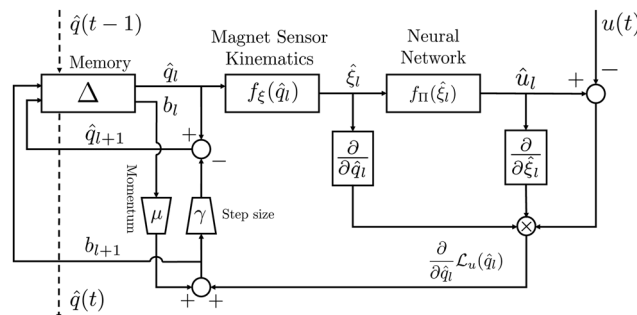 q̂(t−1)
Magnet Sensor
Kinematics
Neural
Network
u(t)
Memory
Δ
q̂_l
b_l
f_ξ(q̂_l)
ξ̂_l
f_Π(ξ̂_l)
û_l
+
−
q̂_{l+1}
+
−
∂/∂q̂_l
∂/∂ξ̂_l
Momentum
μ
γ
Step size
×
b_{l+1}
∂/∂q̂_l ℒ_u(q̂_l)
q̂(t)
+
+